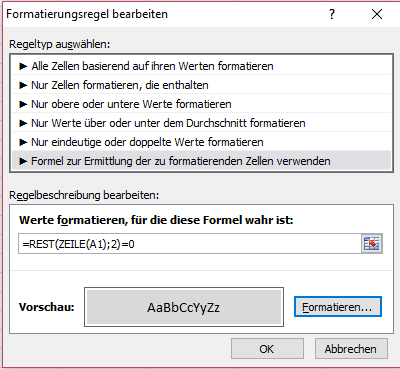 Formatierungsregel bearbeiten ? ×
Regeltyp auswählen:
► Alle Zellen basierend auf ihren Werten formatieren
► Nur Zellen formatieren, die enthalten
► Nur obere oder untere Werte formatieren
► Nur Werte über oder unter dem Durchschnitt formatieren
► Nur eindeutige oder doppelte Werte formatieren
► Formel zur Ermittlung der zu formatierenden Zellen verwenden
Regelbeschreibung bearbeiten:
Werte formatieren, für die diese Formel wahr ist:
=REST(ZEILE(A1);2)=0
Vorschau: AaBbCcYyZz Formatieren...
OK Abbrechen